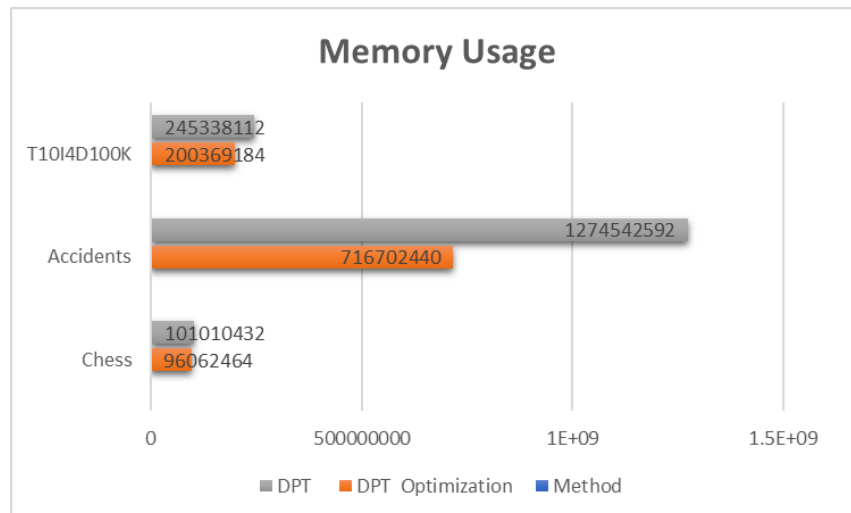 Memory Usage
T10I4D100K
245338112
200369184
Accidents
1274542592
716702440
Chess
101010432
96062464
0 500000000 1E+09 1.5E+09
DPT DPT Optimization Method